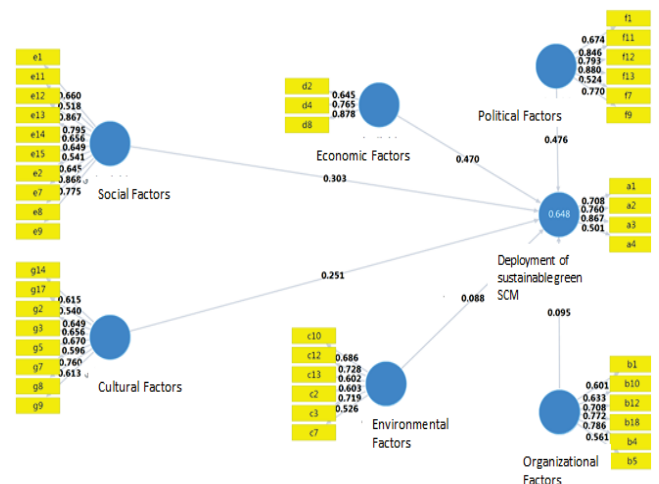 e1
e11
e12
e13
e14
e15
e2
e7
e8
e9
0.660
0.518
0.867
0.795
0.656
0.649
0.541
0.645
0.868
0.775
Social Factors
0.303
d2
d4
d8
0.645
0.765
0.878
Economic Factors
0.470
f1
f11
f12
f13
f7
f9
0.674
0.846
0.793
0.880
0.524
0.770
Political Factors
0.476
0.648
0.708
0.760
0.867
0.501
a1
a2
a3
a4
Deployment of
sustainable green
SCM
g14
g17
g2
g3
g5
g7
g8
g9
0.615
0.540
0.649
0.656
0.670
0.596
0.760
0.613
Cultural Factors
0.251
c10
c12
c13
c2
c3
c7
0.686
0.728
0.602
0.603
0.719
0.526
Environmental
Factors
0.088
0.095
b1
b10
b12
b18
b4
b5
0.601
0.633
0.708
0.772
0.786
0.561
Organizational
Factors